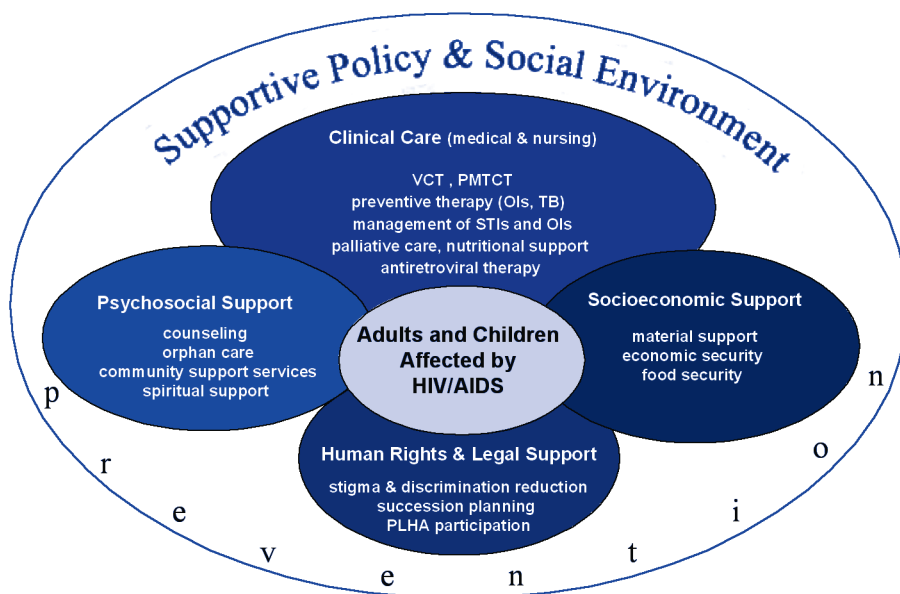 Supportive Policy & Social Environment
Clinical Care (medical & nursing)
VCT , PMTCT
preventive therapy (OIs, TB)
management of STIs and OIs
palliative care, nutritional support
antiretroviral therapy
Psychosocial Support
counseling
orphan care
community support services
spiritual support
Adults and Children
Affected by
HIV/AIDS
Socioeconomic Support
material support
economic security
food security
Human Rights & Legal Support
stigma & discrimination reduction
succession planning
PLHA participation
prevention